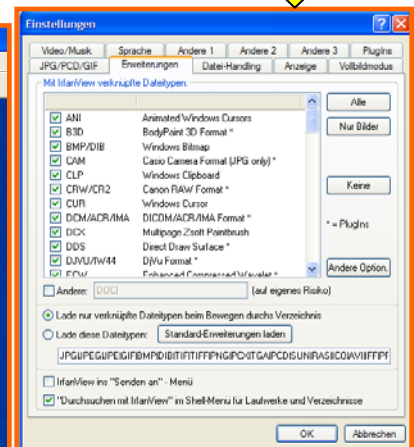 Einstellungen
Video/Musik Sprache Andere 1 Andere 2 Andere 3 PlugIns
JPG/PCD/GIF Erweiterungen Datei-Handling Anzeige Vollbildmodus
Mit IrfanView verknüpfte Dateitypen:
Alle
ANI Animated Windows Cursors
B3D BodyPaint 3D Format *
Nur Bilder
BMP/DIB Windows Bitmap
CAM Casio Camera Format (JPG only) *
CLP Windows Clipboard
CRW/CR2 Canon RAW Format *
Keine
CUR Windows Cursor
DCM/ACR/IMA DICOM/ACR/IMA Format *
* = PlugIns
DCX Multipage Zsoft Paintbrush
DDS Direct Draw Surface *
DJVU/IW44 DjVu Format *
Andere Option.
ECW Enhanced Compressed Wavelet *
Andere: DOC| (auf eigenes Risiko)
Lade nur verknüpfte Dateitypen beim Bewegen durchs Verzeichnis
Lade diese Dateitypen: Standard-Erweiterungen laden
IrfanView ins "Senden an" - Menü
"Durchsuchen mit IrfanView" im Shell-Menü für Laufwerke und Verzeichnisse
OK Abbrechen